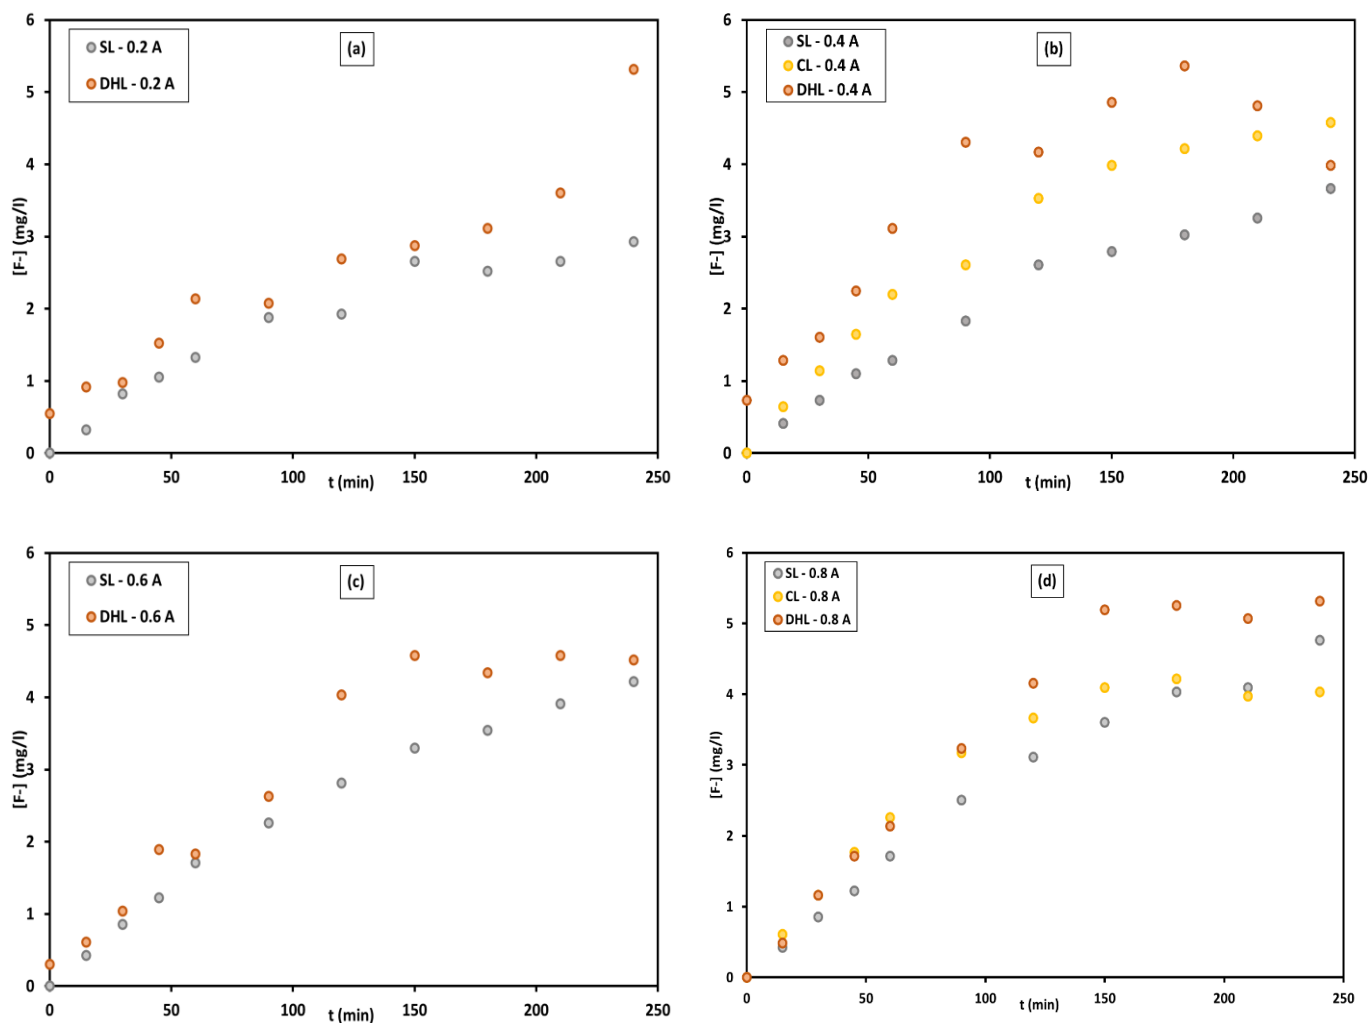 6
5
4
3
2
1
0
[F-] (mg/l)
SL - 0.2 A
DHL - 0.2 A
(a)
0 50 100 150 200 250
t (min)
6
5
4
3
2
1
0
[F-] (mg/l)
SL - 0.4 A
CL - 0.4 A
DHL - 0.4 A
(b)
0 50 100 150 200 250
t (min)
6
5
4
3
2
1
0
[F-] (mg/l)
SL - 0.6 A
DHL - 0.6 A
(c)
0 50 100 150 200 250
t (min)
6
5
4
3
2
1
0
[F-] (mg/l)
SL - 0.8 A
CL - 0.8 A
DHL - 0.8 A
(d)
0 50 100 150 200 250
t (min)